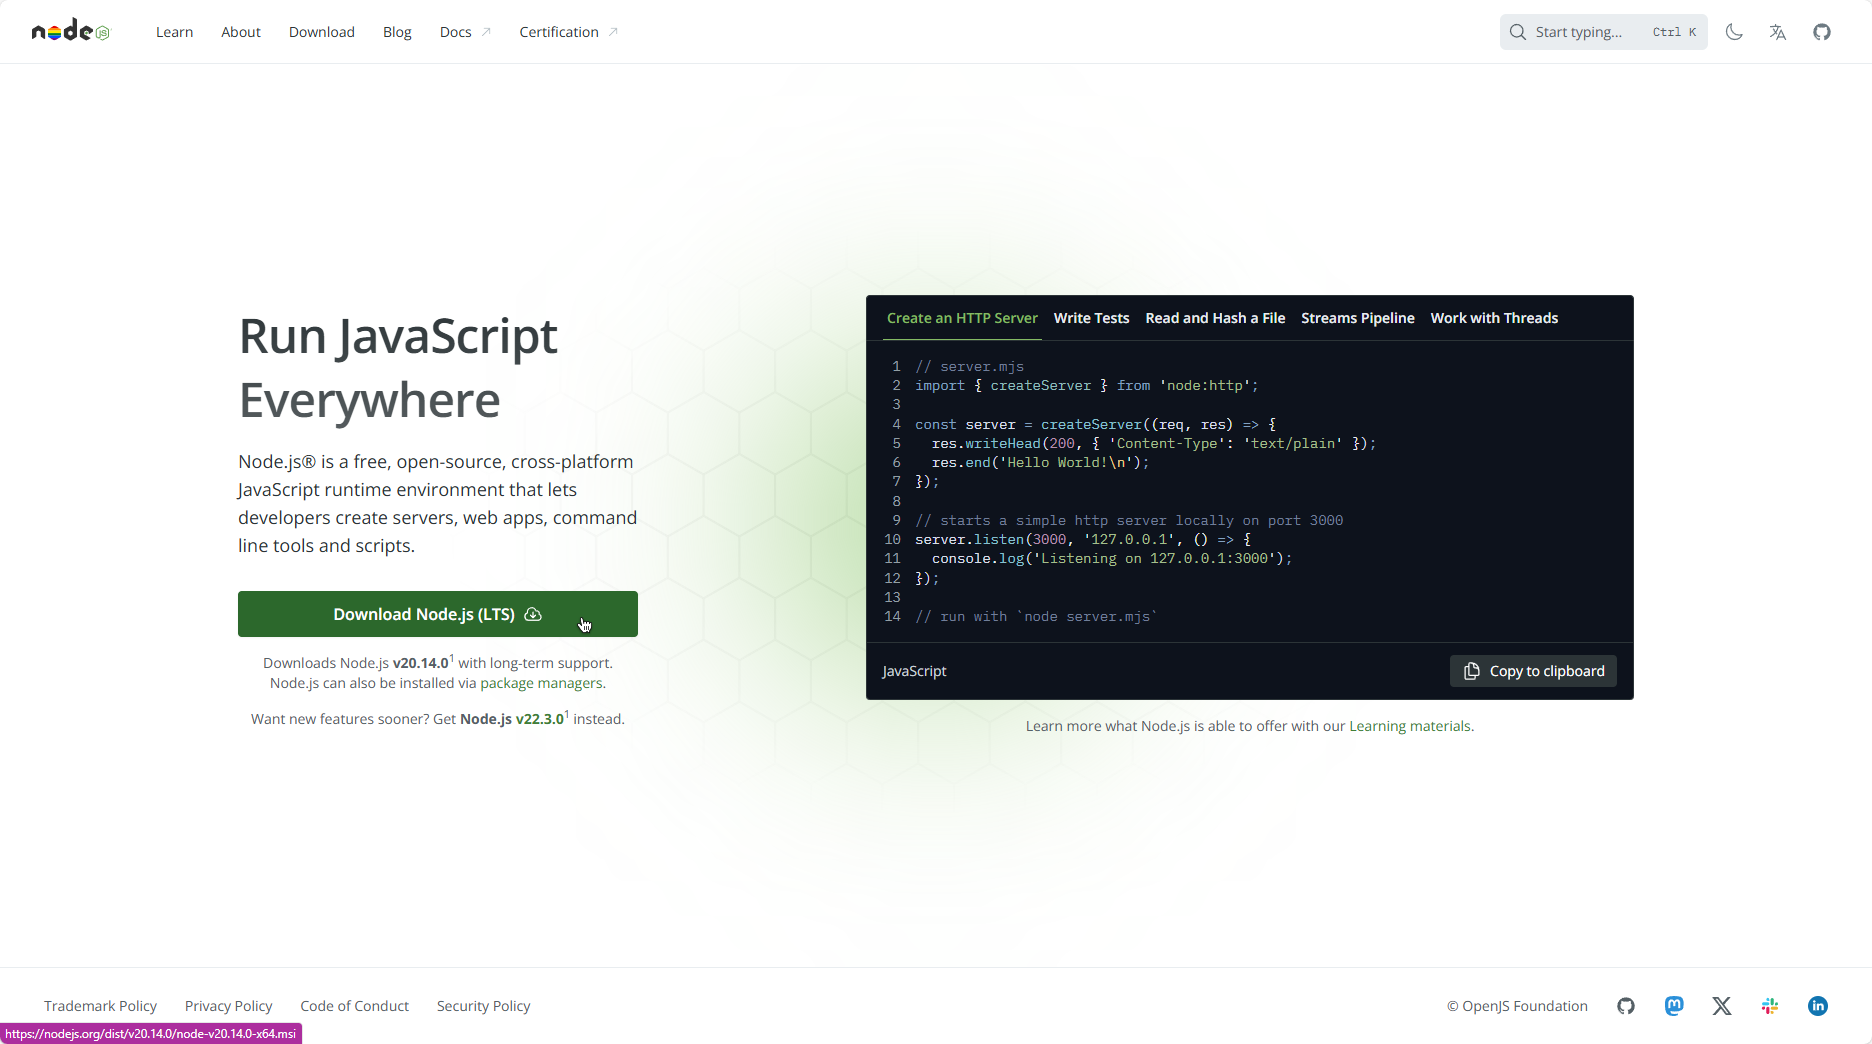 node JS
Learn
About
Download
Blog
Docs
Certification
Start typing...
Ctrl K
Run JavaScript
Everywhere
Node.js® is a free, open-source, cross-platform
JavaScript runtime environment that lets
developers create servers, web apps, command
line tools and scripts.
Download Node.js (LTS)
Downloads Node.js v20.14.0¹ with long-term support.
Node.js can also be installed via package managers.
Want new features sooner? Get Node.js v22.3.0¹ instead.
Create an HTTP Server
Write Tests
Read and Hash a File
Streams Pipeline
Work with Threads
1 // server.mjs
2 import { createServer } from 'node:http';
3
4 const server = createServer((req, res) => {
5   res.writeHead(200, { 'Content-Type': 'text/plain' });
6   res.end('Hello World!\n');
7 });
8
9 // starts a simple http server locally on port 3000
10 server.listen(3000, '127.0.0.1', () => {
11   console.log('Listening on 127.0.0.1:3000');
12 });
13
14 // run with `node server.mjs`
JavaScript
Copy to clipboard
Learn more what Node.js is able to offer with our Learning materials.
Trademark Policy
Privacy Policy
Code of Conduct
Security Policy
© OpenJS Foundation
https://nodejs.org/dist/v20.14.0/node-v20.14.0-x64.msi